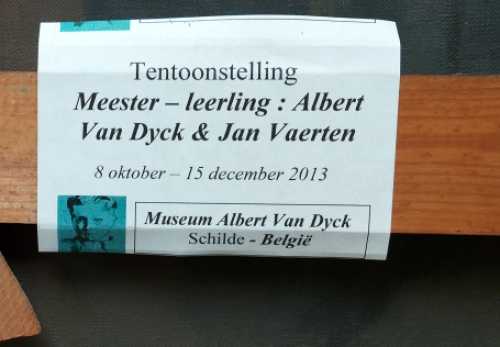 Tentoonstelling
Meester – leerling : Albert
Van Dyck & Jan Vaerten
8 oktober – 15 december 2013
Museum Albert Van Dyck
Schilde - België